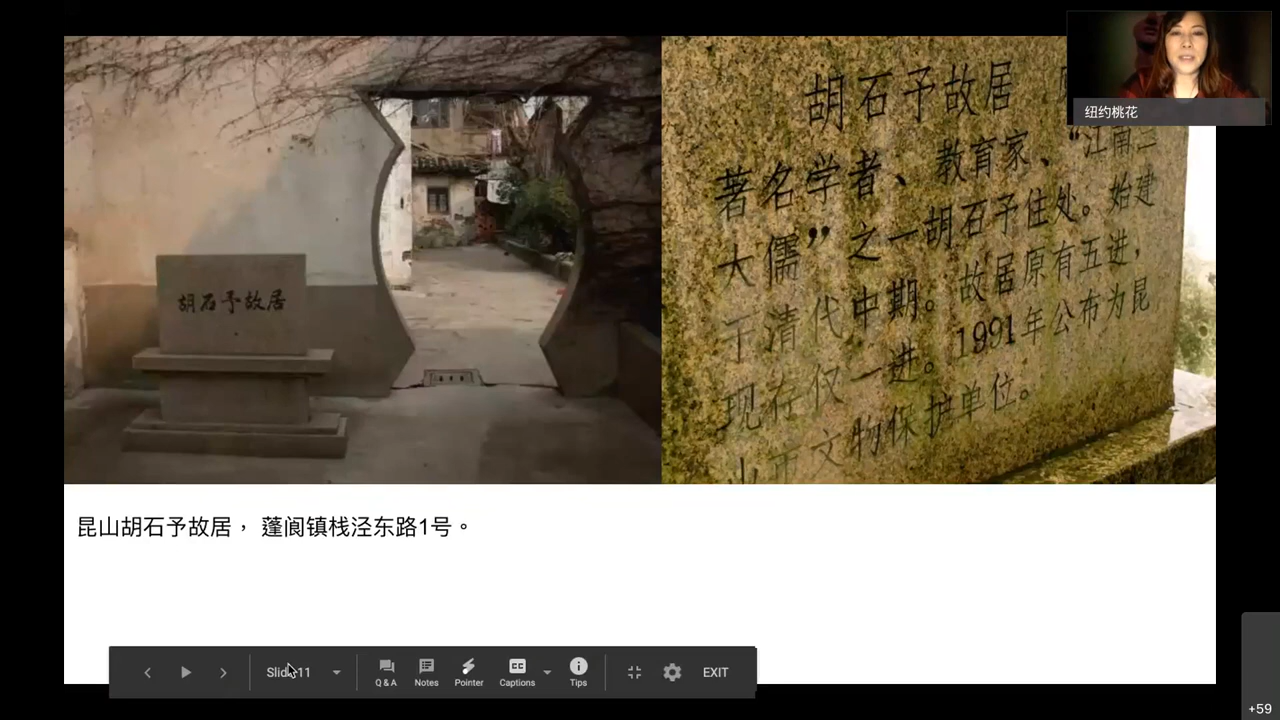 纽约桃花
胡石予故居
胡石予故居
著名学者、教育家、“江南三
大儒”之一胡石予住处。始建
于清代中期。故居原有五进，
现存仅一进。1991年公布为昆
山市文物保护单位。
昆山胡石予故居， 蓬阆镇栈泾东路1号。
Slide 11
Q & A
Notes
Pointer
CC
Captions
Tips
EXIT
+59